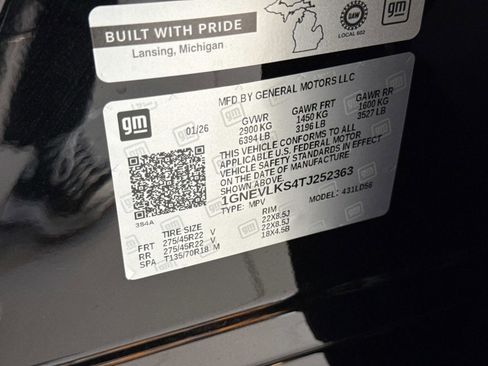 BUILT WITH PRIDE
Lansing, Michigan
UAW
LOCAL 602
gm
gm
MFD BY GENERAL MOTORS LLC
01/26
GVWR GAWR FRT GAWR RR
2900 KG 1450 KG 1600 KG
6394 LB 3196 LB 3527 LB
THIS VEHICLE CONFORMS TO ALL
APPLICABLE U.S. FEDERAL MOTOR
VEHICLE SAFETY STANDARDS IN EFFECT
ON THE DATE OF MANUFACTURE
1GNEVLKS4TJ252363
TYPE: MPV MODEL: 431LD56
384A
TIRE SIZE RIM
FRT 275/45R22 V 22X8.5J
RR 275/45R22 V 22X8.5J
SPA T135/70R18 M 18X4.5B